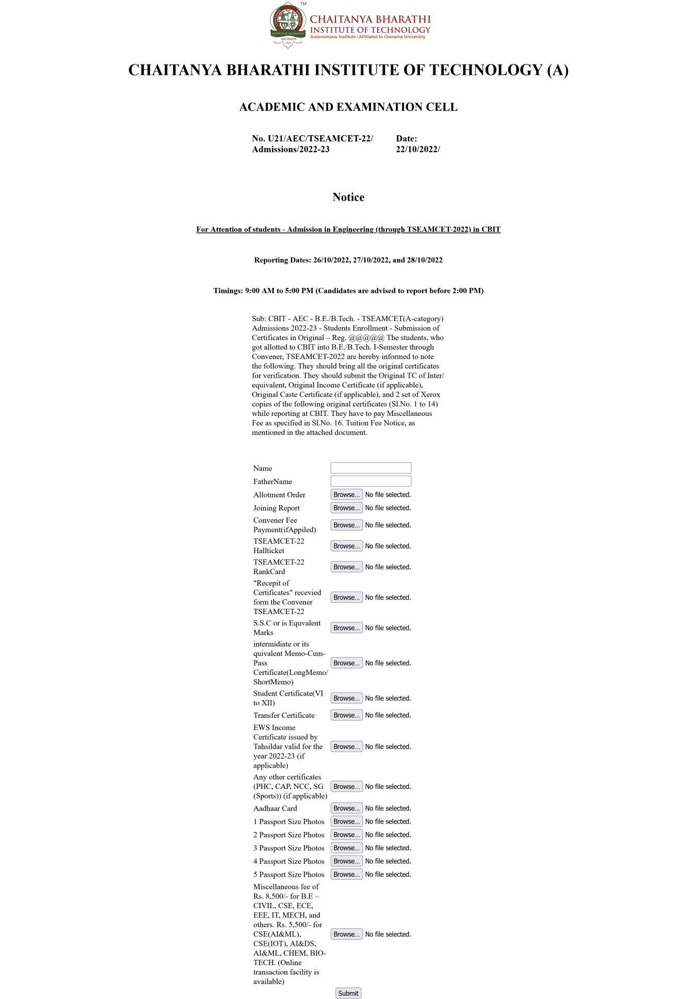 TM
CHAITANYA BHARATHI
INSTITUTE OF TECHNOLOGY
Autonomous Institute | Affiliated to Osmania University
INSTITUTE OF TECHNOLOGY
1979
CHAITANYA BHARATHI INSTITUTE OF TECHNOLOGY (A)
ACADEMIC AND EXAMINATION CELL
No. U21/AEC/TSEAMCET-22/ Date:
Admissions/2022-23 22/10/2022/
Notice
For Attention of students - Admission in Engineering (through TSEAMCET-2022) in CBIT
Reporting Dates: 26/10/2022, 27/10/2022, and 28/10/2022
Timings: 9:00 AM to 5:00 PM (Candidates are advised to report before 2:00 PM)
Sub: CBIT - AEC - B.E./B.Tech. - TSEAMCET(A-category)
Admissions 2022-23 - Students Enrollment - Submission of
Certificates in Original – Reg. @@@@@ The students, who
got allotted to CBIT into B.E./B.Tech. I-Semester through
Convener, TSEAMCET-2022 are hereby informed to note
the following. They should bring all the original certificates
for verification. They should submit the Original TC of Inter/
equivalent, Original Income Certificate (if applicable),
Original Caste Certificate (if applicable), and 2 set of Xerox
copies of the following original certificates (Sl.No. 1 to 14)
while reporting at CBIT. They have to pay Miscellaneous
Fee as specified in Sl.No. 16. Tuition Fee Notice, as
mentioned in the attached document.
Name
FatherName
Allotment Order Browse... No file selected.
Joining Report Browse... No file selected.
Convener Fee
Payment(ifAppiled) Browse... No file selected.
TSEAMCET-22
Hallticket Browse... No file selected.
TSEAMCET-22
RankCard Browse... No file selected.
"Recepit of
Certificates" recevied
form the Convener
TSEAMCET-22 Browse... No file selected.
S.S.C or is Equvalent
Marks Browse... No file selected.
intermidiate or its
quivalent Memo-Cum-
Pass Browse... No file selected.
Certificate(LongMemo/
ShortMemo)
Student Certificate(VI
to XII) Browse... No file selected.
Transfer Certificate Browse... No file selected.
EWS Income
Certificate issued by
Tahsildar valid for the Browse... No file selected.
year 2022-23 (if
applicable)
Any other certificates
(PHC, CAP, NCC, SG Browse... No file selected.
(Sports)) (if applicable)
Aadhaar Card Browse... No file selected.
1 Passport Size Photos Browse... No file selected.
2 Passport Size Photos Browse... No file selected.
3 Passport Size Photos Browse... No file selected.
4 Passport Size Photos Browse... No file selected.
5 Passport Size Photos Browse... No file selected.
Miscellaneous fee of
Rs. 8,500/- for B.E –
CIVIL, CSE, ECE,
EEE, IT, MECH, and
others. Rs. 5,500/- for
CSE(AI&ML), Browse... No file selected.
CSE(IOT), AI&DS,
AI&ML, CHEM, BIO-
TECH. (Online
transaction facility is
available)
Submit